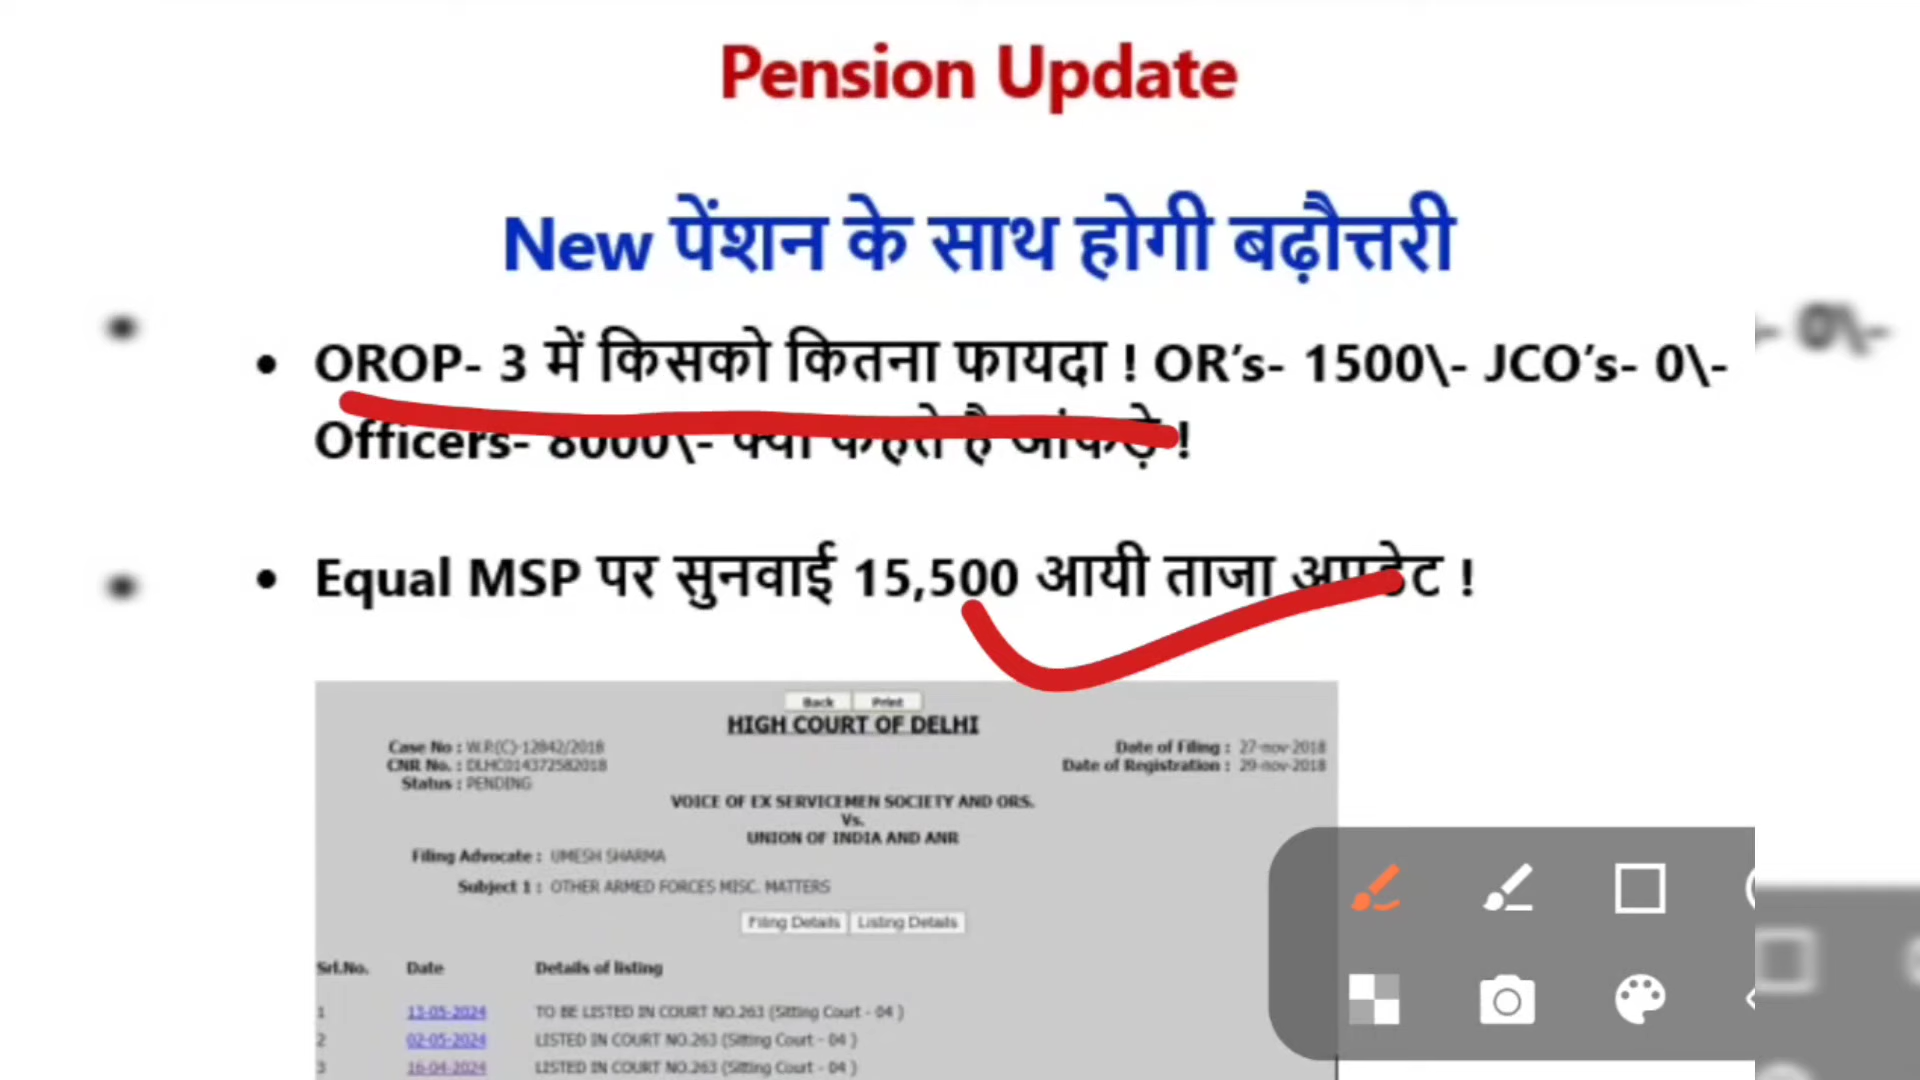 Pension Update
New पेंशन के साथ होगी बढ़ौत्तरी
• OROP- 3 में किसको कितना फायदा ! OR’s- 1500\- JCO’s- 0\-
Officers- 8000\- क्या कहते है आंकड़े !
• Equal MSP पर सुनवाई 15,500 आयी ताजा अपडेट !
Back Print
HIGH COURT OF DELHI
Case No : W.P.(C)-12842/2018 Date of Filing : 27-nov-2018
CNR No. : DLHC014372582018 Date of Registration : 29-nov-2018
Status : PENDING
VOICE OF EX SERVICEMEN SOCIETY AND ORS.
Vs.
UNION OF INDIA AND ANR
Filing Advocate : UMESH SHARMA
Subject 1 : OTHER ARMED FORCES MISC. MATTERS
Filing Details Listing Details
Srl.No. Date Details of listing
1 13-05-2024 TO BE LISTED IN COURT NO.263 (Sitting Court - 04 )
2 02-05-2024 LISTED IN COURT NO.263 (Sitting Court - 04 )
3 16-04-2024 LISTED IN COURT NO.263 (Sitting Court - 04 )